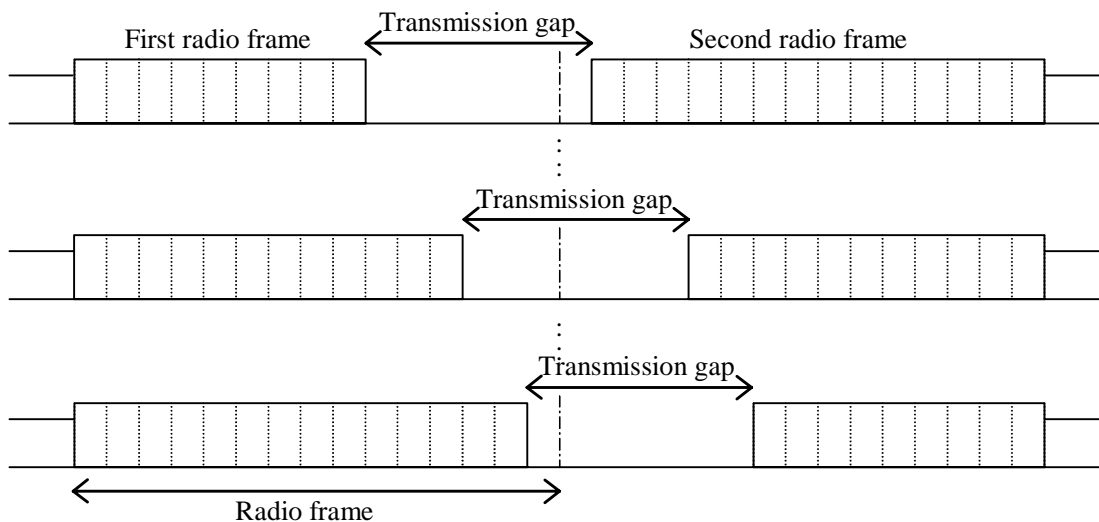 Transmission gap
First radio frame
Second radio frame
Transmission gap
Transmission gap
Radio frame